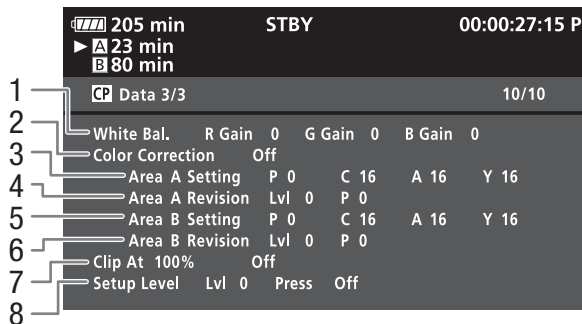 205 min STBY 00:00:27:15 P
A 23 min
B 80 min
CP Data 3/3 10/10
1 White Bal. R Gain 0 G Gain 0 B Gain 0
2 Color Correction Off
3 Area A Setting P 0 C 16 A 16 Y 16
4 Area A Revision Lvl 0 P 0
5 Area B Setting P 0 C 16 A 16 Y 16
6 Area B Revision Lvl 0 P 0
7 Clip At 100% Off
8 Setup Level Lvl 0 Press Off